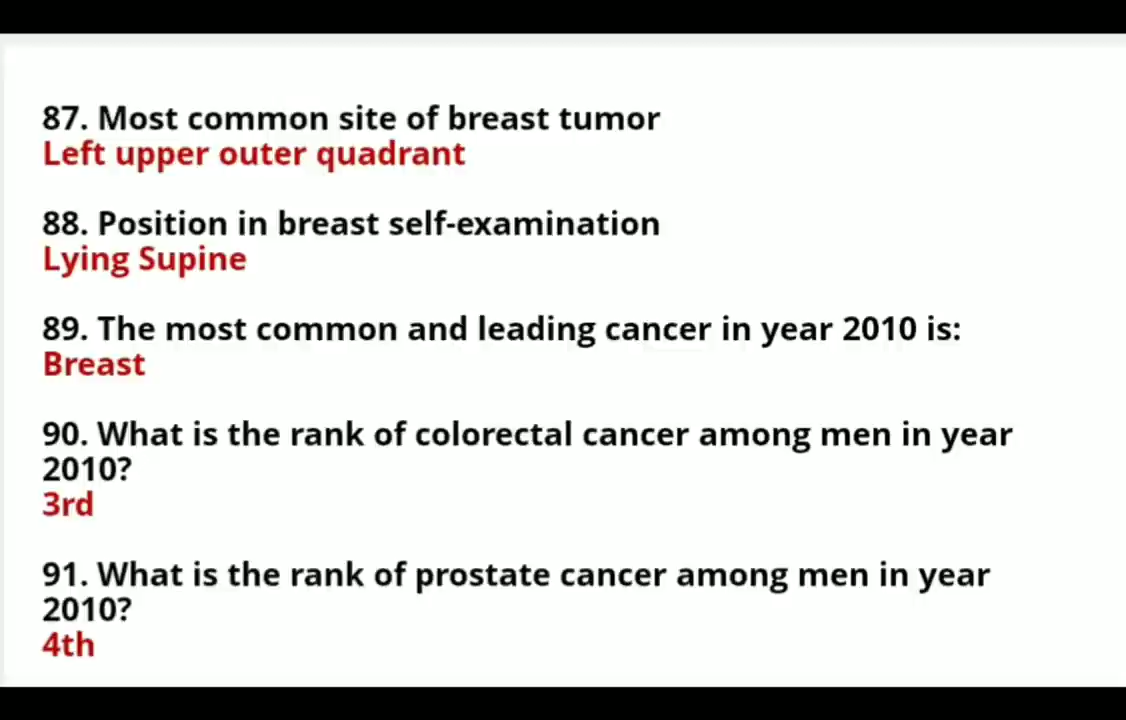 87. Most common site of breast tumor
Left upper outer quadrant
88. Position in breast self-examination
Lying Supine
89. The most common and leading cancer in year 2010 is:
Breast
90. What is the rank of colorectal cancer among men in year
2010?
3rd
91. What is the rank of prostate cancer among men in year
2010?
4th